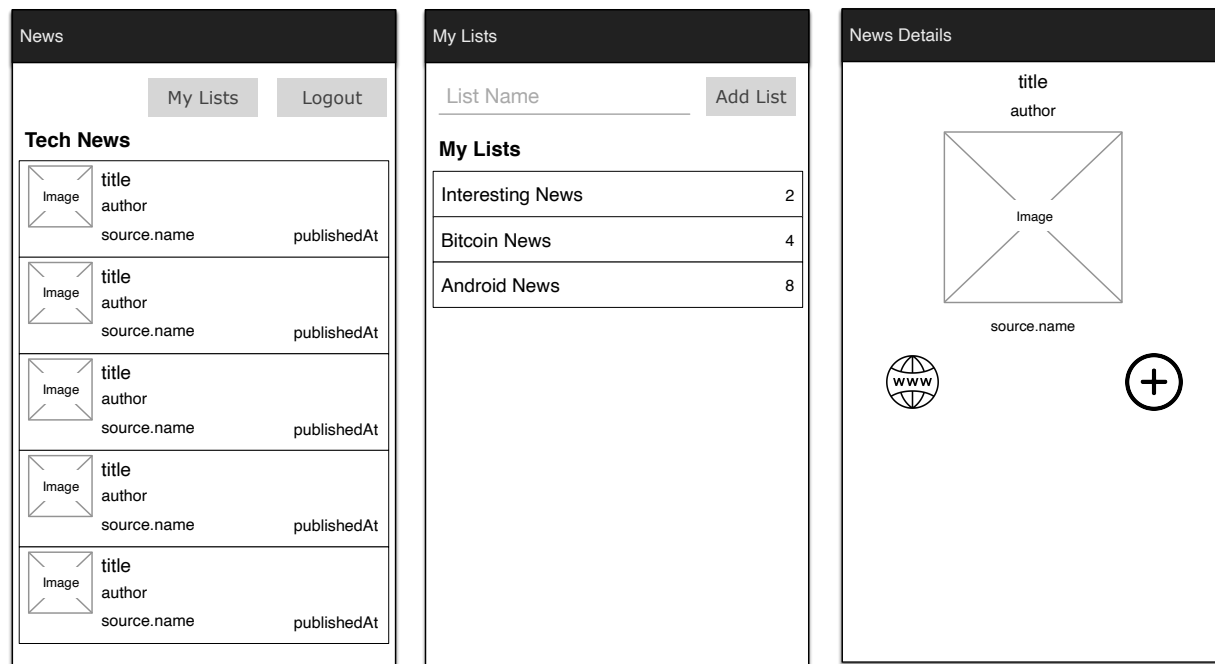 News
My Lists
Logout
Tech News
Image
title
author
source.name
publishedAt
Image
title
author
source.name
publishedAt
Image
title
author
source.name
publishedAt
Image
title
author
source.name
publishedAt
Image
title
author
source.name
publishedAt
My Lists
List Name
Add List
My Lists
Interesting News 2
Bitcoin News 4
Android News 8
News Details
title
author
Image
source.name
WWW